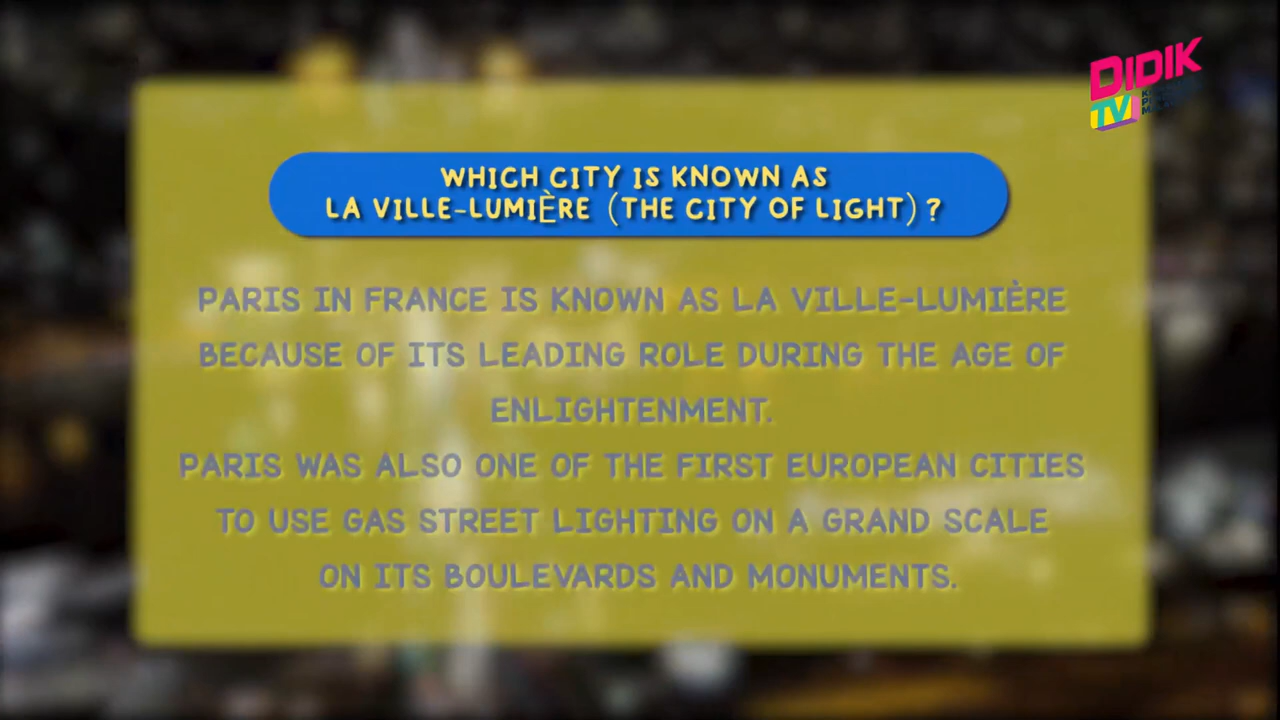 DIDIK
TV
WHICH CITY IS KNOWN AS
LA VILLE-LUMIÈRE (THE CITY OF LIGHT) ?
PARIS IN FRANCE IS KNOWN AS LA VILLE-LUMIÈRE
BECAUSE OF ITS LEADING ROLE DURING THE AGE OF
ENLIGHTENMENT.
PARIS WAS ALSO ONE OF THE FIRST EUROPEAN CITIES
TO USE GAS STREET LIGHTING ON A GRAND SCALE
ON ITS BOULEVARDS AND MONUMENTS.